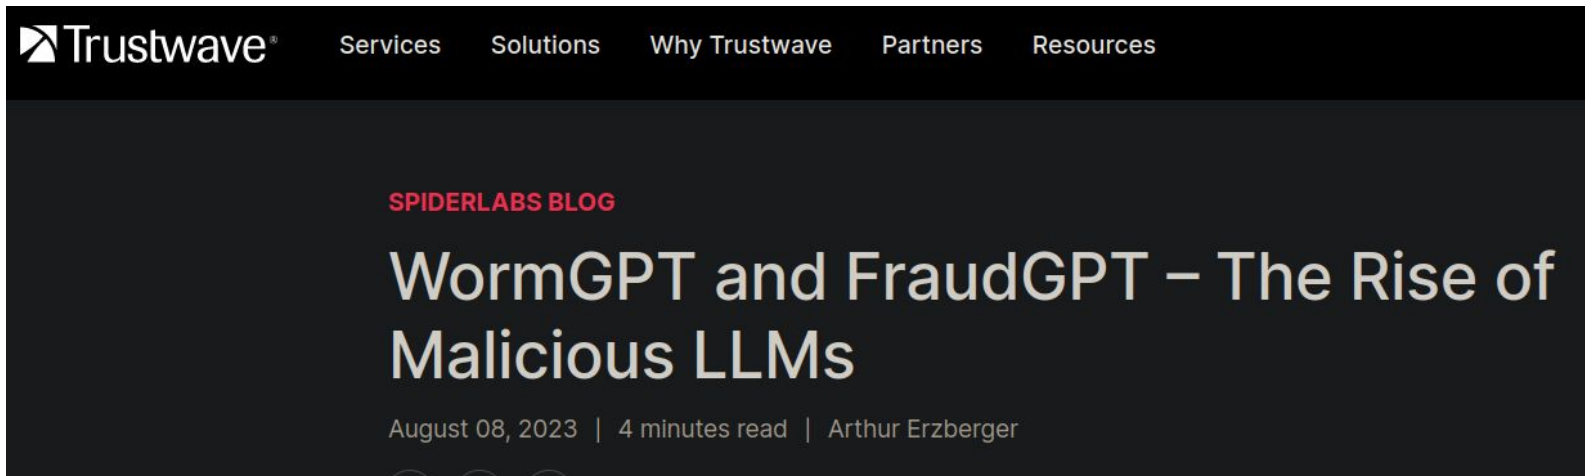 Trustwave®
Services Solutions Why Trustwave Partners Resources
SPIDERLABS BLOG
WormGPT and FraudGPT – The Rise of
Malicious LLMs
August 08, 2023 | 4 minutes read | Arthur Erzberger